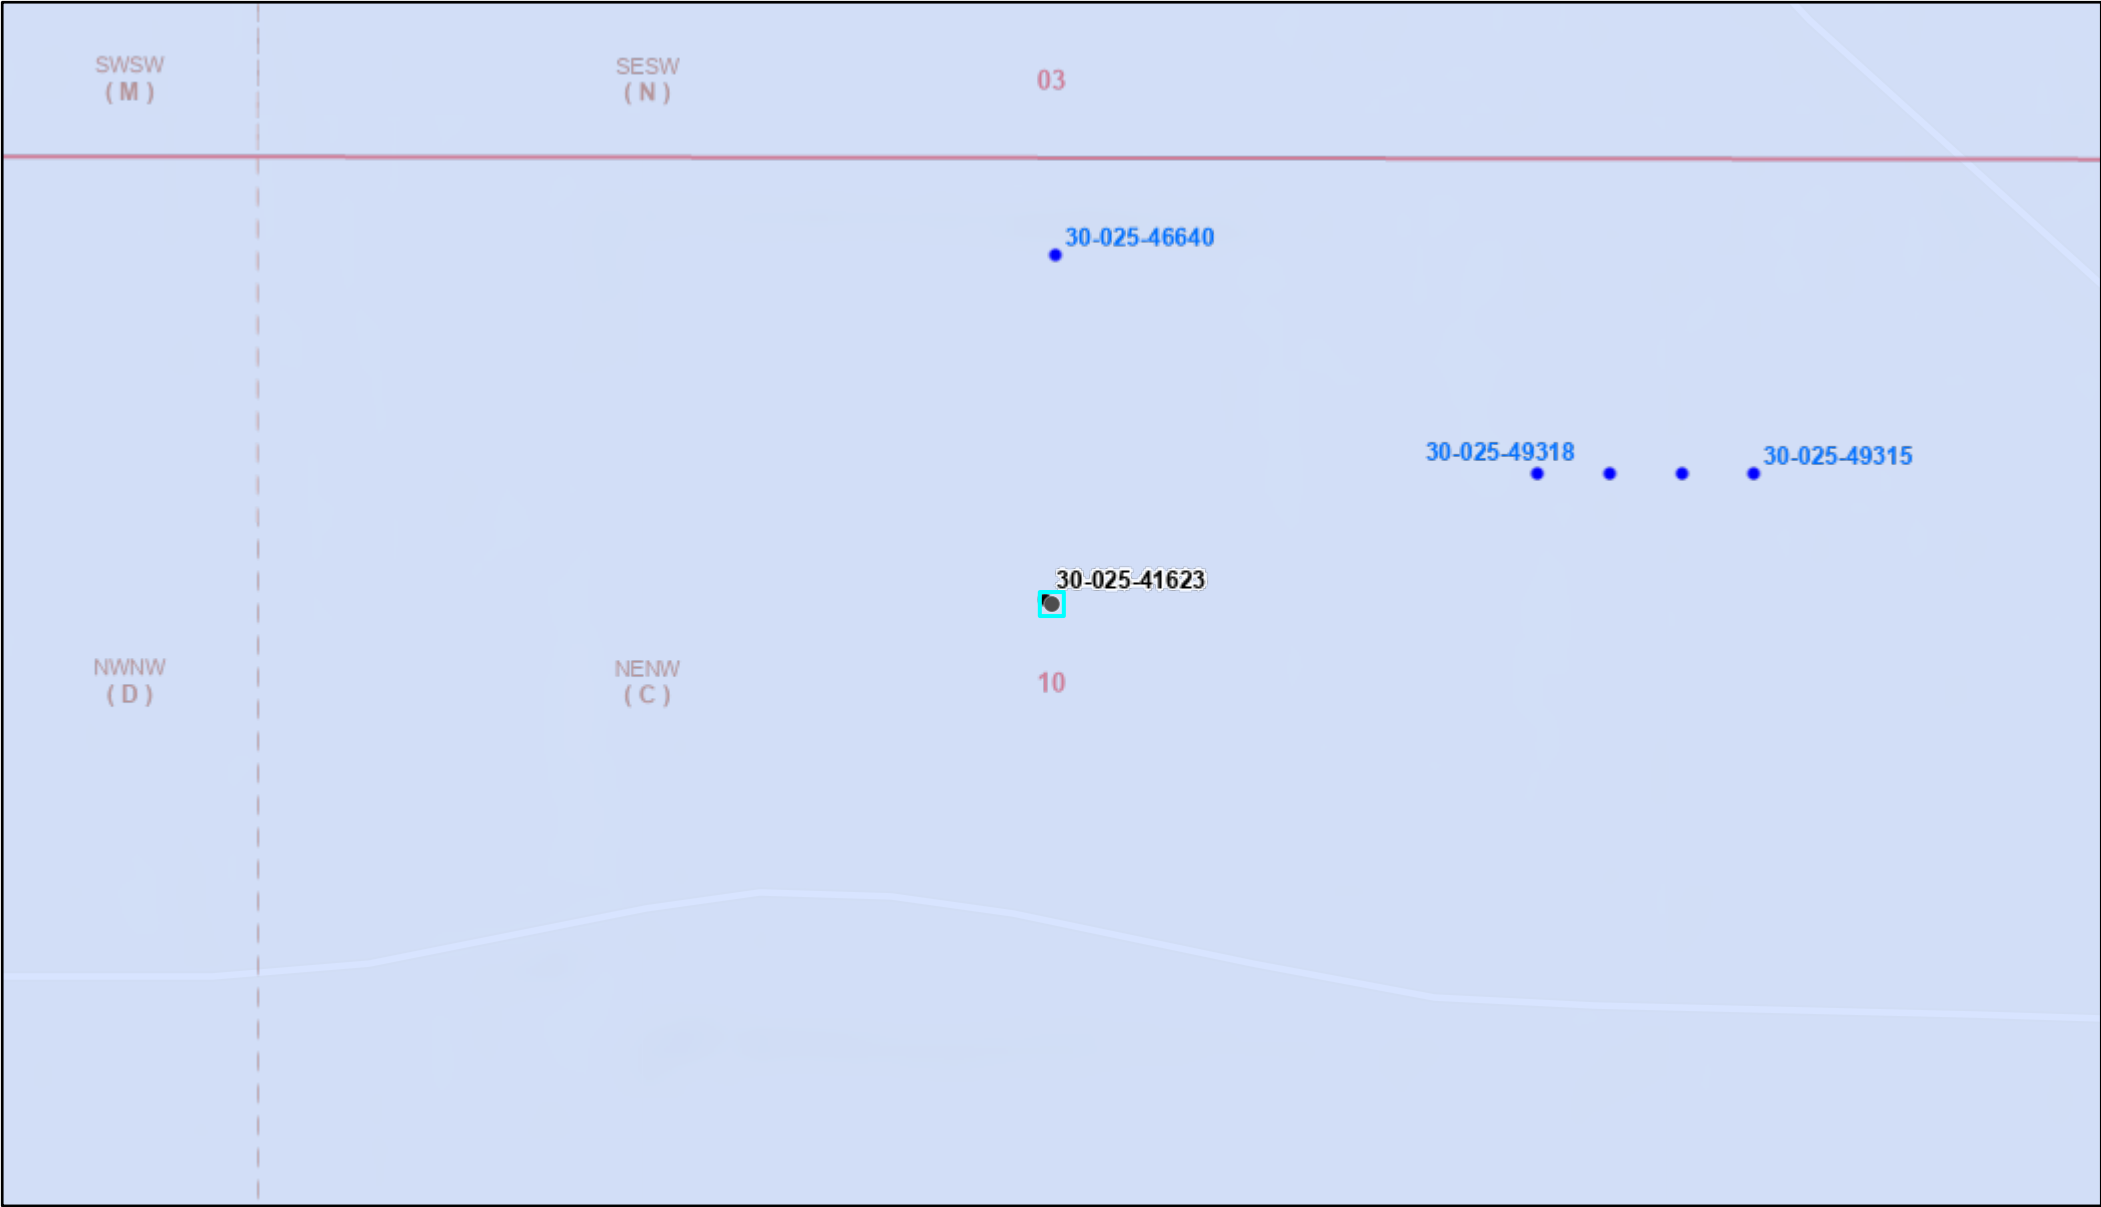 SWSW
( M )
SESW
( N )
03
30-025-46640
30-025-49318
30-025-49315
30-025-41623
NWNW
( D )
NENW
( C )
10